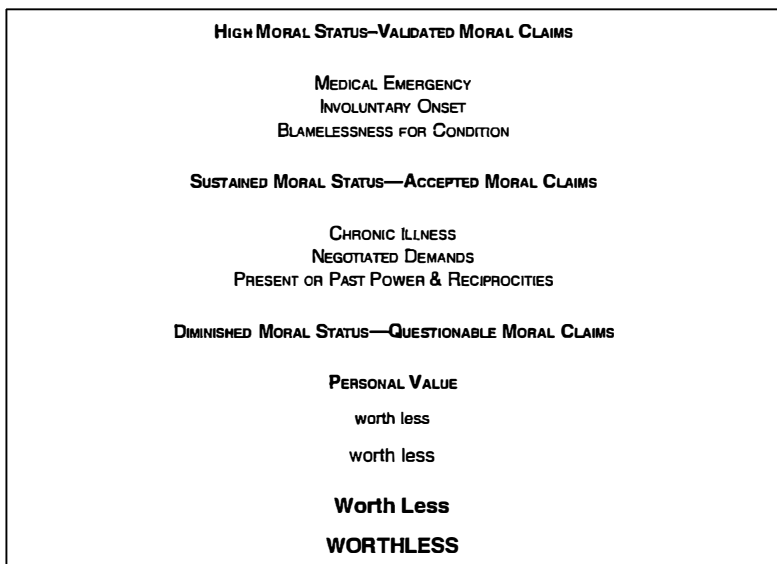 HIGH MORAL STATUS–VALIDATED MORAL CLAIMS
MEDICAL EMERGENCY
INVOLUNTARY ONSET
BLAMELESSNESS FOR CONDITION
SUSTAINED MORAL STATUS—ACCEPTED MORAL CLAIMS
CHRONIC ILLNESS
NEGOTIATED DEMANDS
PRESENT OR PAST POWER & RECIPROCITIES
DIMINISHED MORAL STATUS—QUESTIONABLE MORAL CLAIMS
PERSONAL VALUE
worth less
worth less
Worth Less
WORTHLESS